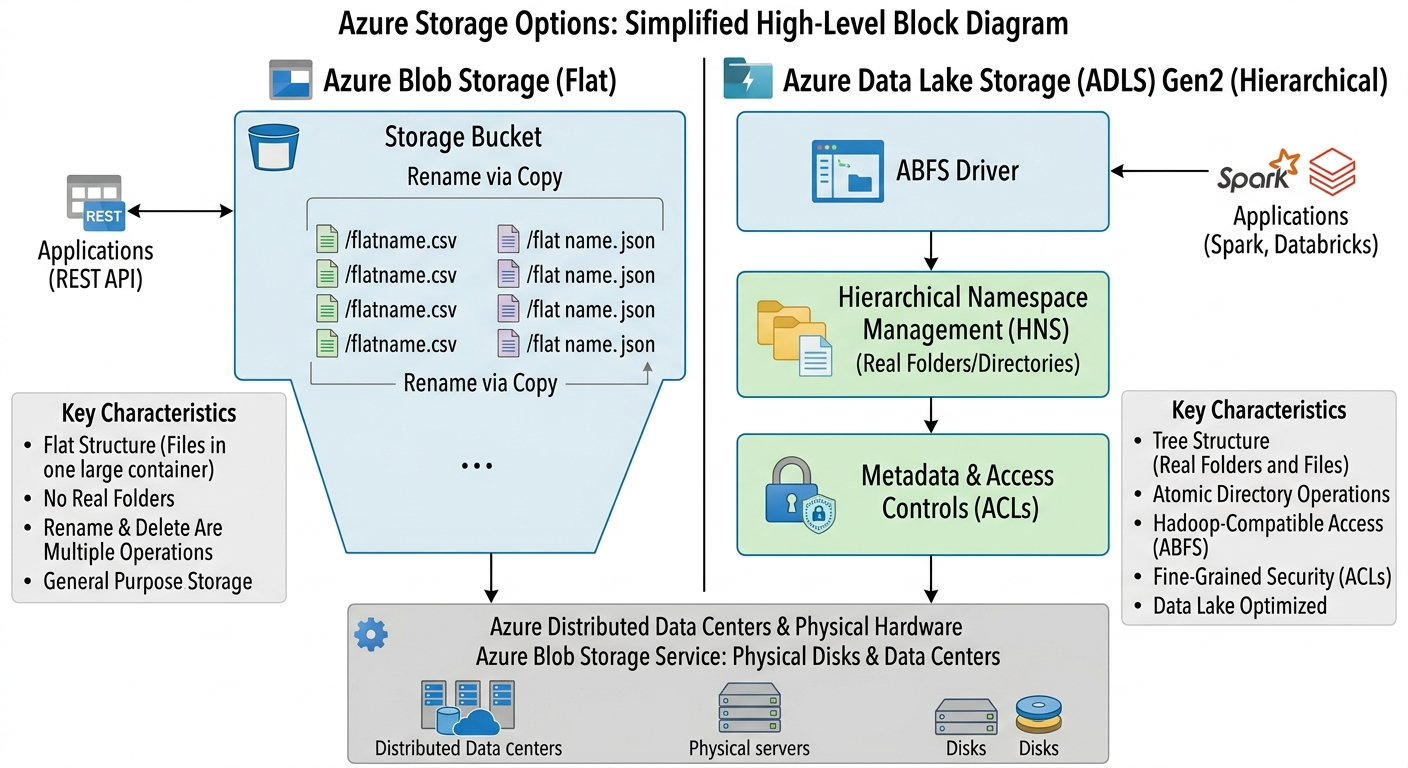 Azure Storage Options: Simplified High-Level Block Diagram
Azure Blob Storage (Flat)
Storage Bucket
Rename via Copy
/flatname.csv
/flat name. json
/flatname.csv
/flat name. json
/flatname.csv
/flat name. json
/flatname.csv
/flat name. json
Rename via Copy
...
REST
Applications
(REST API)
Key Characteristics
• Flat Structure (Files in
one large container)
• No Real Folders
• Rename & Delete Are
Multiple Operations
• General Purpose Storage
Azure Data Lake Storage (ADLS) Gen2 (Hierarchical)
ABFS Driver
Spark
Applications
(Spark, Databricks)
Hierarchical Namespace
Management (HNS)
(Real Folders/Directories)
Metadata & Access
Controls (ACLs)
Key Characteristics
• Tree Structure
(Real Folders and Files)
• Atomic Directory Operations
• Hadoop-Compatible Access
(ABFS)
• Fine-Grained Security (ACLs)
• Data Lake Optimized
Azure Distributed Data Centers & Physical Hardware
Azure Blob Storage Service: Physical Disks & Data Centers
Distributed Data centers
Physical servers
Disks
Disks